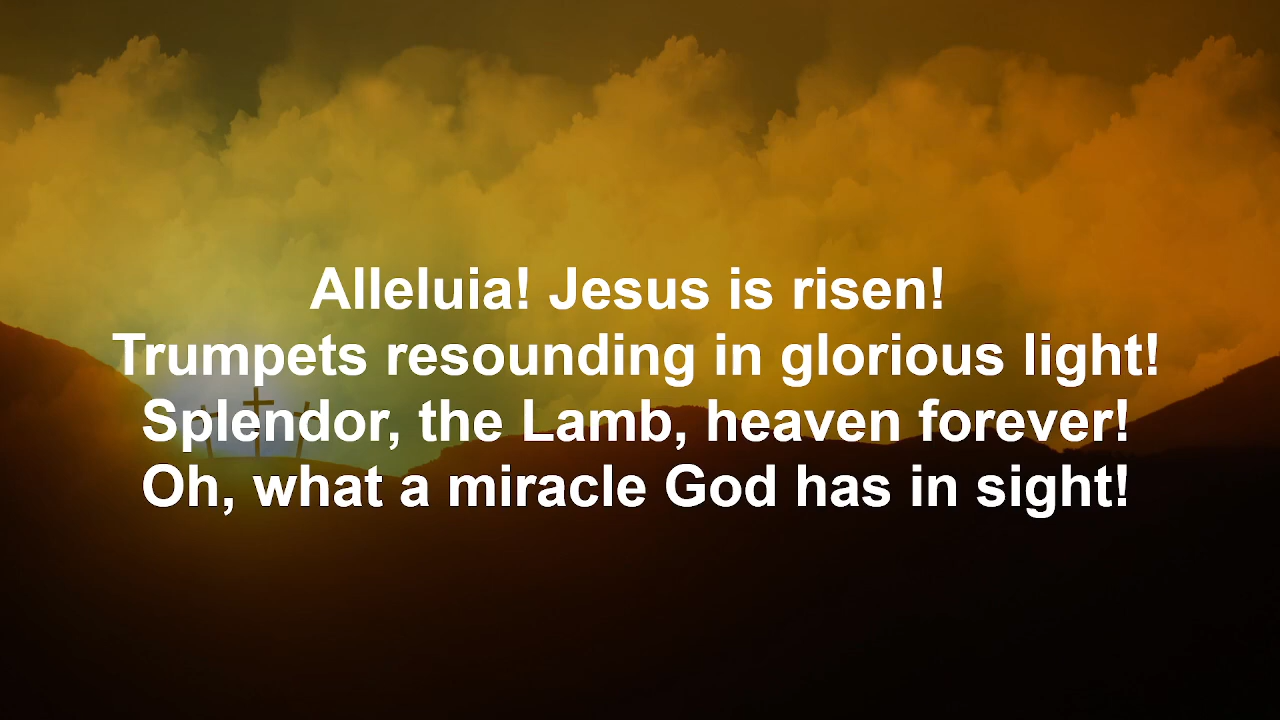 Alleluia! Jesus is risen!
Trumpets resounding in glorious light!
Splendor, the Lamb, heaven forever!
Oh, what a miracle God has in sight!